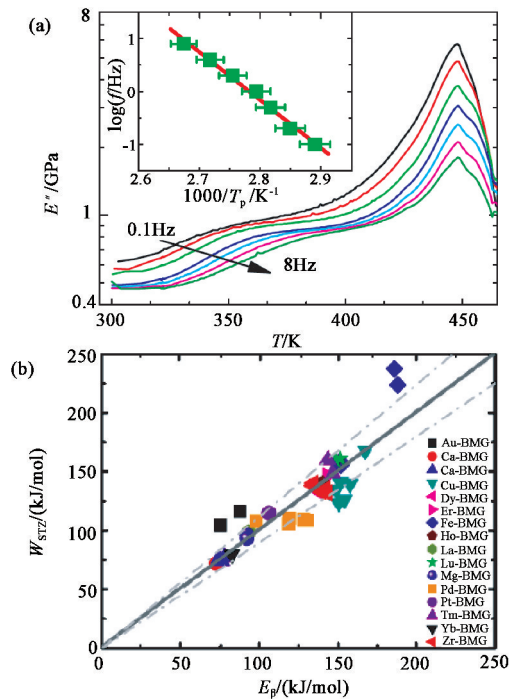 (a)
8
1
0.4
E''/GPa
log(f/Hz)
1
0
-1
2.6
2.7
2.8
2.9
1000/Tp/K-1
0.1Hz
8Hz
300
350
400
450
T/K
(b)
250
200
150
100
50
0
0
50
100
150
200
250
WSTZ/(kJ/mol)
Eβ/(kJ/mol)
Au-BMG
Ca-BMG
Ca-BMG
Cu-BMG
Dy-BMG
Er-BMG
Fe-BMG
Ho-BMG
La-BMG
Lu-BMG
Mg-BMG
Pd-BMG
Pt-BMG
Tm-BMG
Yb-BMG
Zr-BMG